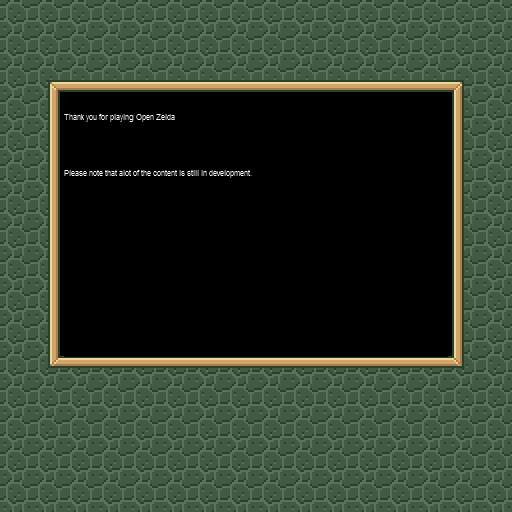 Thank you for playing Open Zelda
Please note that alot of the content is still in development.